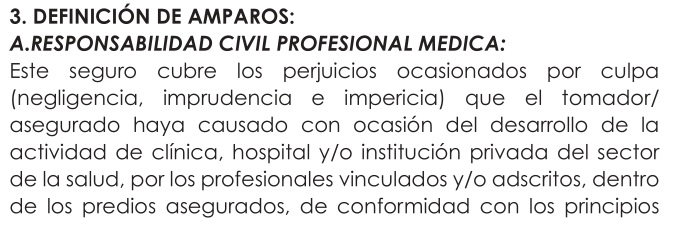 3. DEFINICIÓN DE AMPAROS:
A.RESPONSABILIDAD CIVIL PROFESIONAL MEDICA:
Este seguro cubre los perjuicios ocasionados por culpa
(negligencia, imprudencia e impericia) que el tomador/
asegurado haya causado con ocasión del desarrollo de la
actividad de clínica, hospital y/o institución privada del sector
de la salud, por los profesionales vinculados y/o adscritos, dentro
de los predios asegurados, de conformidad con los principios